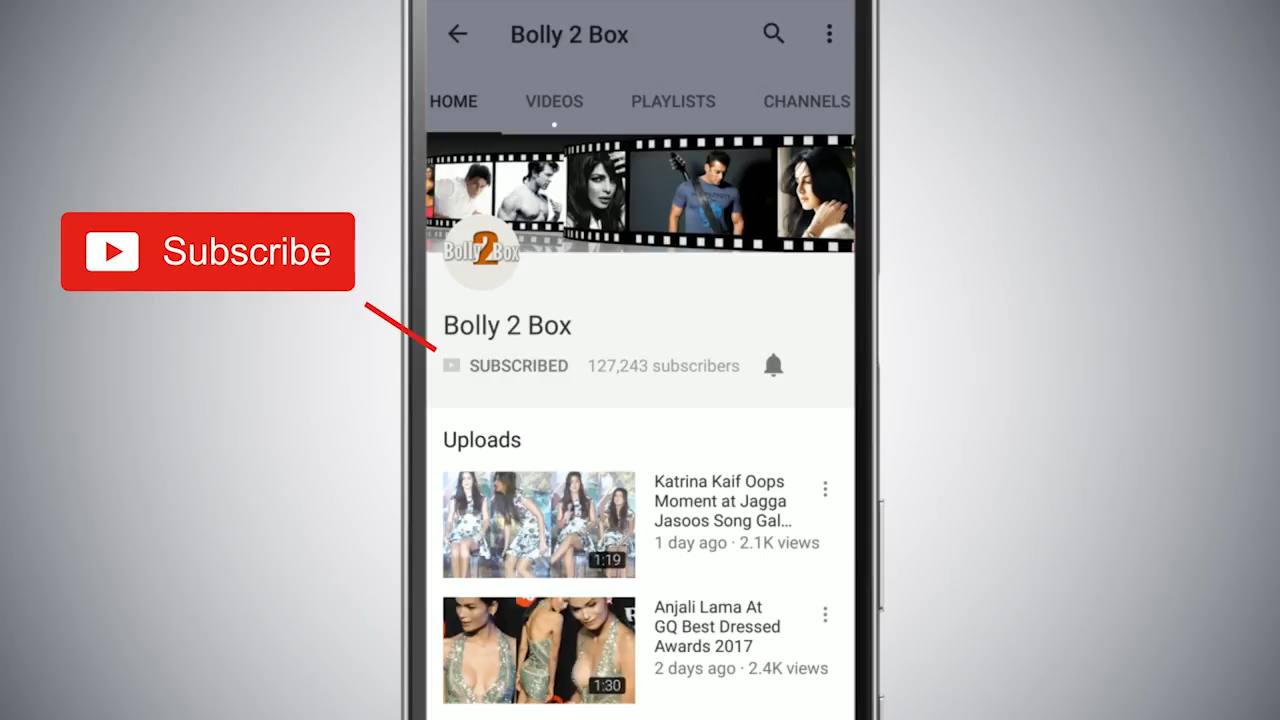 Bolly 2 Box
HOME VIDEOS PLAYLISTS CHANNELS
Bolly 2 Box
Subscribe
Bolly 2 Box
SUBSCRIBED 127,243 subscribers
Uploads
Katrina Kaif Oops
Moment at Jagga
Jasoos Song Gal...
1 day ago · 2.1K views
1:19
Anjali Lama At
GQ Best Dressed
Awards 2017
2 days ago · 2.4K views
1:30